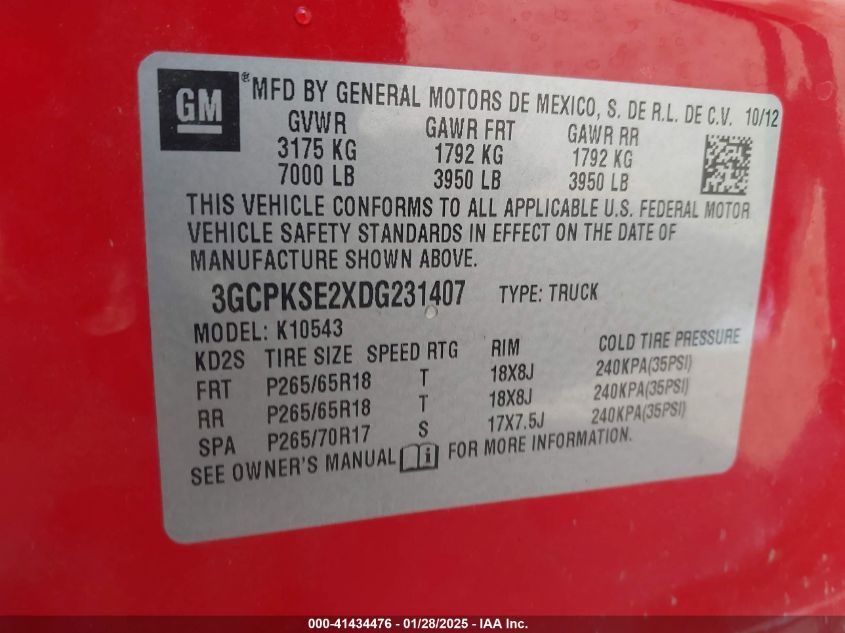 GM ® MFD BY GENERAL MOTORS DE MEXICO, S. DE R.L. DE C.V. 10/12
GVWR GAWR FRT GAWR RR
3175 KG 1792 KG 1792 KG
7000 LB 3950 LB 3950 LB
THIS VEHICLE CONFORMS TO ALL APPLICABLE U.S. FEDERAL MOTOR
VEHICLE SAFETY STANDARDS IN EFFECT ON THE DATE OF
MANUFACTURE SHOWN ABOVE.
3GCPKSE2XDG231407 TYPE: TRUCK
MODEL: K10543
KD2S TIRE SIZE SPEED RTG RIM COLD TIRE PRESSURE
FRT P265/65R18 T 18X8J 240KPA(35PSI)
RR P265/65R18 T 18X8J 240KPA(35PSI)
SPA P265/70R17 S 17X7.5J 240KPA(35PSI)
SEE OWNER'S MANUAL i FOR MORE INFORMATION.
000-41434476 | 01/28/2025 - IAA Inc.